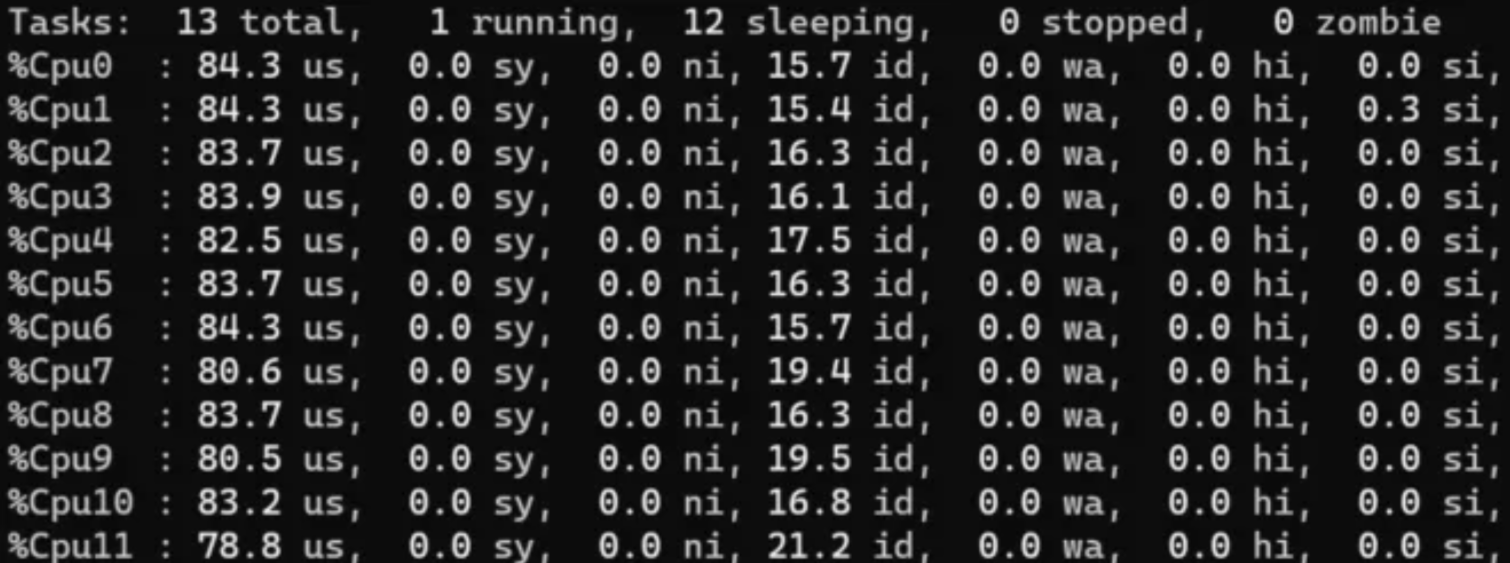 Tasks:  13 total,   1 running,  12 sleeping,   0 stopped,   0 zombie
%Cpu0  : 84.3 us,  0.0 sy,  0.0 ni, 15.7 id,  0.0 wa,  0.0 hi,  0.0 si,
%Cpu1  : 84.3 us,  0.0 sy,  0.0 ni, 15.4 id,  0.0 wa,  0.0 hi,  0.3 si,
%Cpu2  : 83.7 us,  0.0 sy,  0.0 ni, 16.3 id,  0.0 wa,  0.0 hi,  0.0 si,
%Cpu3  : 83.9 us,  0.0 sy,  0.0 ni, 16.1 id,  0.0 wa,  0.0 hi,  0.0 si,
%Cpu4  : 82.5 us,  0.0 sy,  0.0 ni, 17.5 id,  0.0 wa,  0.0 hi,  0.0 si,
%Cpu5  : 83.7 us,  0.0 sy,  0.0 ni, 16.3 id,  0.0 wa,  0.0 hi,  0.0 si,
%Cpu6  : 84.3 us,  0.0 sy,  0.0 ni, 15.7 id,  0.0 wa,  0.0 hi,  0.0 si,
%Cpu7  : 80.6 us,  0.0 sy,  0.0 ni, 19.4 id,  0.0 wa,  0.0 hi,  0.0 si,
%Cpu8  : 83.7 us,  0.0 sy,  0.0 ni, 16.3 id,  0.0 wa,  0.0 hi,  0.0 si,
%Cpu9  : 80.5 us,  0.0 sy,  0.0 ni, 19.5 id,  0.0 wa,  0.0 hi,  0.0 si,
%Cpu10 : 83.2 us,  0.0 sy,  0.0 ni, 16.8 id,  0.0 wa,  0.0 hi,  0.0 si,
%Cpu11 : 78.8 us,  0.0 sy,  0.0 ni, 21.2 id,  0.0 wa,  0.0 hi,  0.0 si,